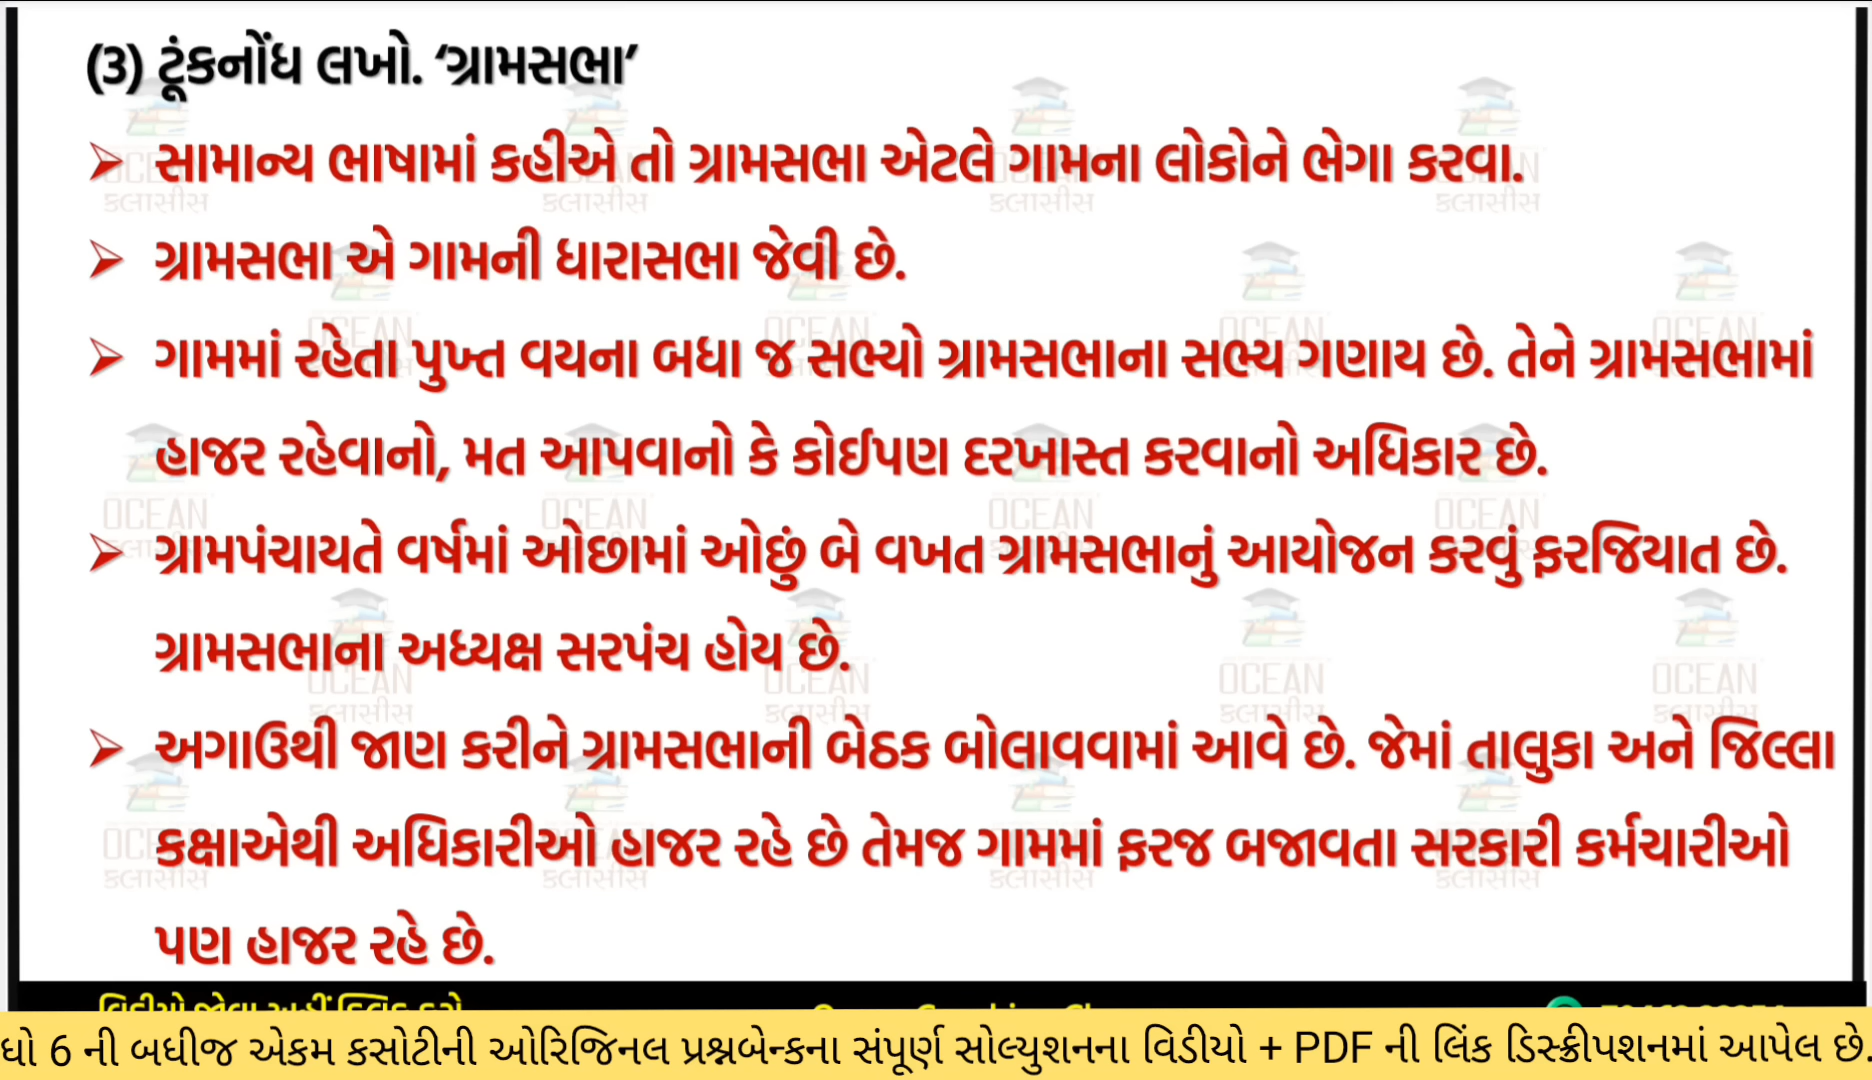 (૩) ટૂંકનોંધ લખો. ‘ગ્રામસભા’
➢ સામાન્ય ભાષામાં કહીએ તો ગ્રામસભા એટલે ગામના લોકોને ભેગા કરવા.
➢ ગ્રામસભા એ ગામની ધારાસભા જેવી છે.
➢ ગામમાં રહેતા પુખ્ત વયના બધા જ સભ્યો ગ્રામસભાના સભ્ય ગણાય છે. તેને ગ્રામસભામાં
હાજર રહેવાનો, મત આપવાનો કે કોઈપણ દરખાસ્ત કરવાનો અધિકાર છે.
➢ ગ્રામપંચાયતે વર્ષમાં ઓછામાં ઓછું બે વખત ગ્રામસભાનું આયોજન કરવું ફરજિયાત છે.
ગ્રામસભાના અધ્યક્ષ સરપંચ હોય છે.
➢ અગાઉથી જાણ કરીને ગ્રામસભાની બેઠક બોલાવવામાં આવે છે. જેમાં તાલુકા અને જિલ્લા
કક્ષાએથી અધિકારીઓ હાજર રહે છે તેમજ ગામમાં ફરજ બજાવતા સરકારી કર્મચારીઓ
પણ હાજર રહે છે.
ધો 6 ની બધીજ એકમ કસોટીની ઓરિજિનલ પ્રશ્નબેન્કના સંપૂર્ણ સોલ્યુશનના વિડીયો + PDF ની લિંક ડિસ્ક્રીપશનમાં આપેલ છે.
OCEAN
કલાસીસ